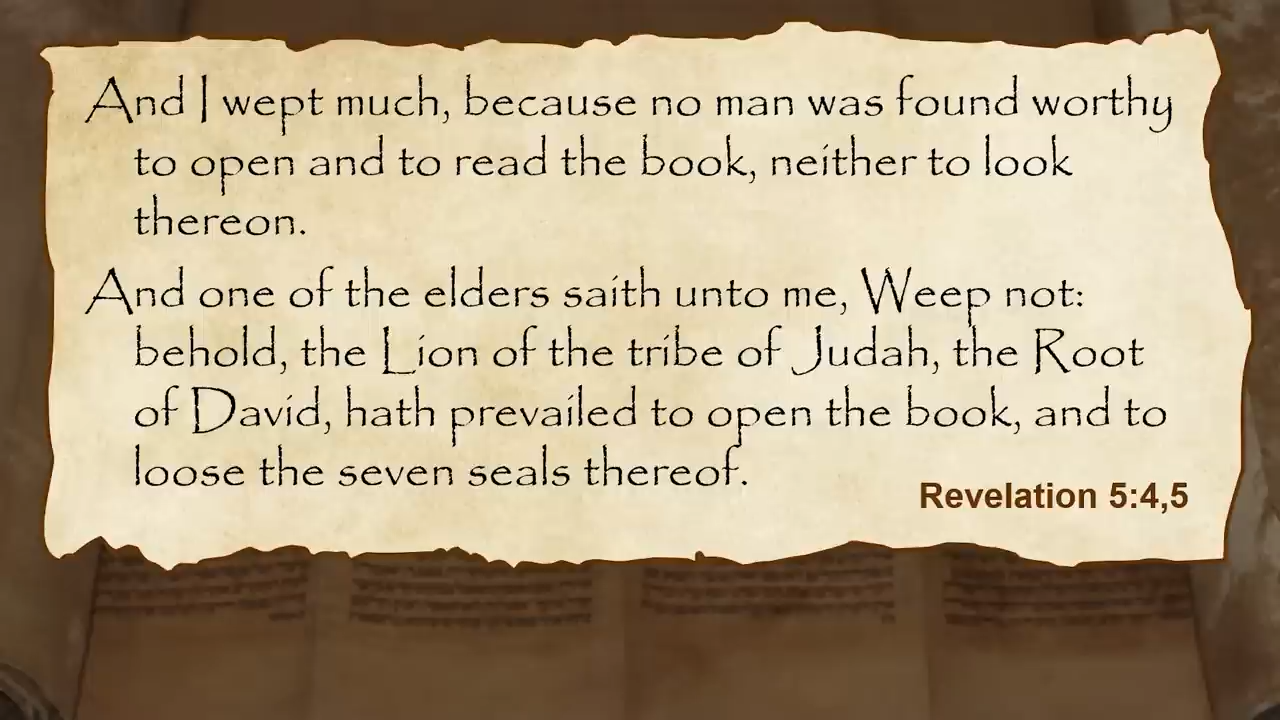 And I wept much, because no man was found worthy
to open and to read the book, neither to look
thereon.
And one of the elders saith unto me, Weep not:
behold, the Lion of the tribe of Judah, the Root
of David, hath prevailed to open the book, and to
loose the seven seals thereof.
Revelation 5:4,5